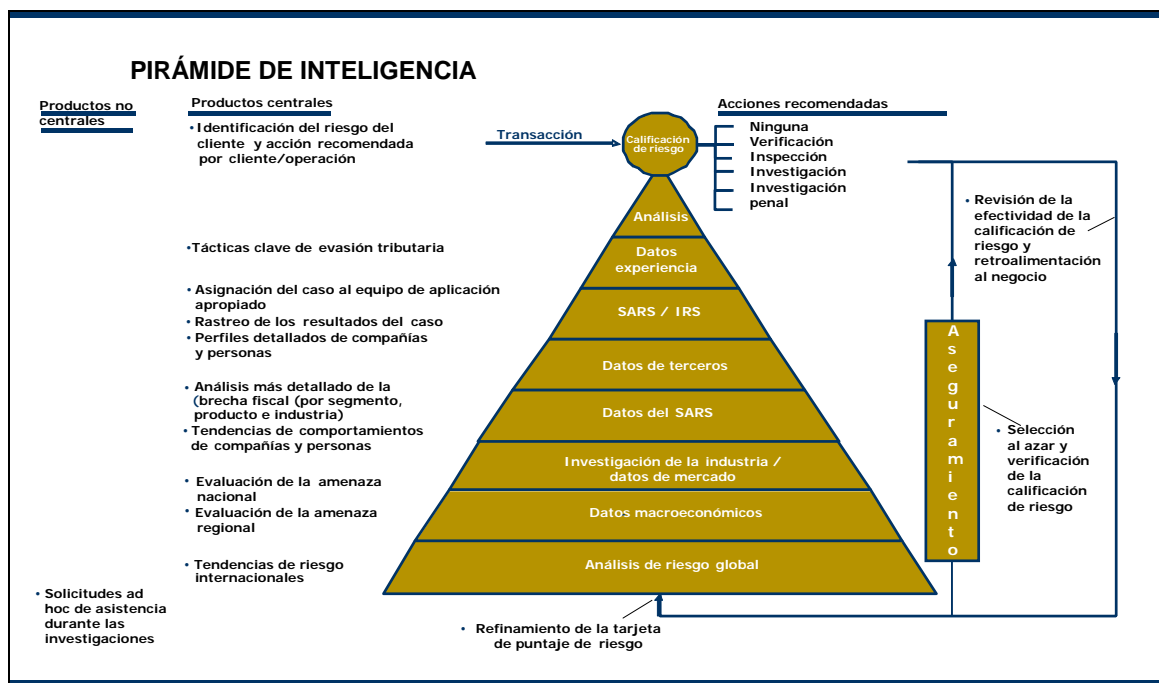 PIRÁMIDE DE INTELIGENCIA
Productos no
centrales
Productos centrales
• Identificación del riesgo del
cliente y acción recomendada
por cliente/operación
•Tácticas clave de evasión tributaria
• Asignación del caso al equipo de aplicación
apropiado
• Rastreo de los resultados del caso
• Perfiles detallados de compañías
y personas
• Análisis más detallado de la
(brecha fiscal (por segmento,
producto e industria)
• Tendencias de comportamientos
de compañías y personas
• Evaluación de la amenaza
nacional
• Evaluación de la amenaza
regional
• Tendencias de riesgo
internacionales
• Solicitudes ad
hoc de asistencia
durante las
investigaciones
Transacción
Calificación
de riesgo
Análisis
Datos
experiencia
SARS / IRS
Datos de terceros
Datos del SARS
Investigación de la industria /
datos de mercado
Datos macroeconómicos
Análisis de riesgo global
• Refinamiento de la tarjeta
de puntaje de riesgo
Acciones recomendadas
Ninguna
Verificación
Inspección
Investigación
Investigación
penal
• Revisión de la
efectividad de la
calificación de
riesgo y
retroalimentación
al negocio
A
s
e
g
u
r
a
m
i
e
n
t
o
• Selección
al azar y
verificación
de la
calificación
de riesgo